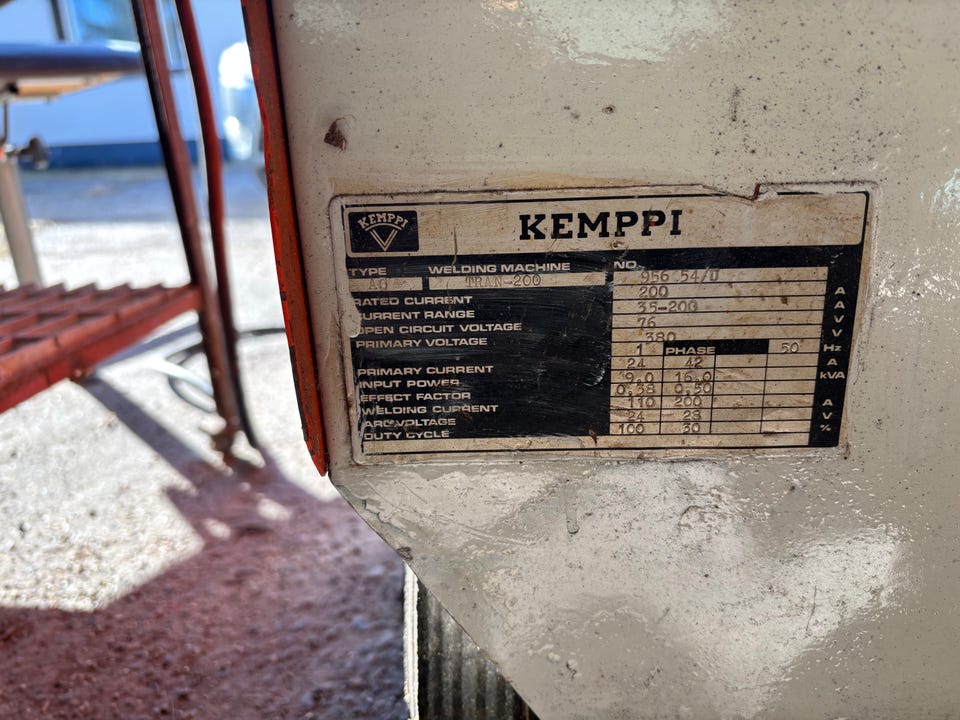 KEMPPI
KEMPPI
TYPE WELDING MACHINE NO.
AC TRAN-200 956 54/U
RATED CURRENT 200 A
CURRENT RANGE 35-200 A
OPEN CIRCUIT VOLTAGE 76 V
PRIMARY VOLTAGE 380 V
1 PHASE 50 Hz
PRIMARY CURRENT 24 42 A
INPUT POWER 9.0 16.0 kVA
EFFECT FACTOR 0.38 0.50
WELDING CURRENT 110 200 A
ARC VOLTAGE 24 23 V
DUTY CYCLE 100 30 %